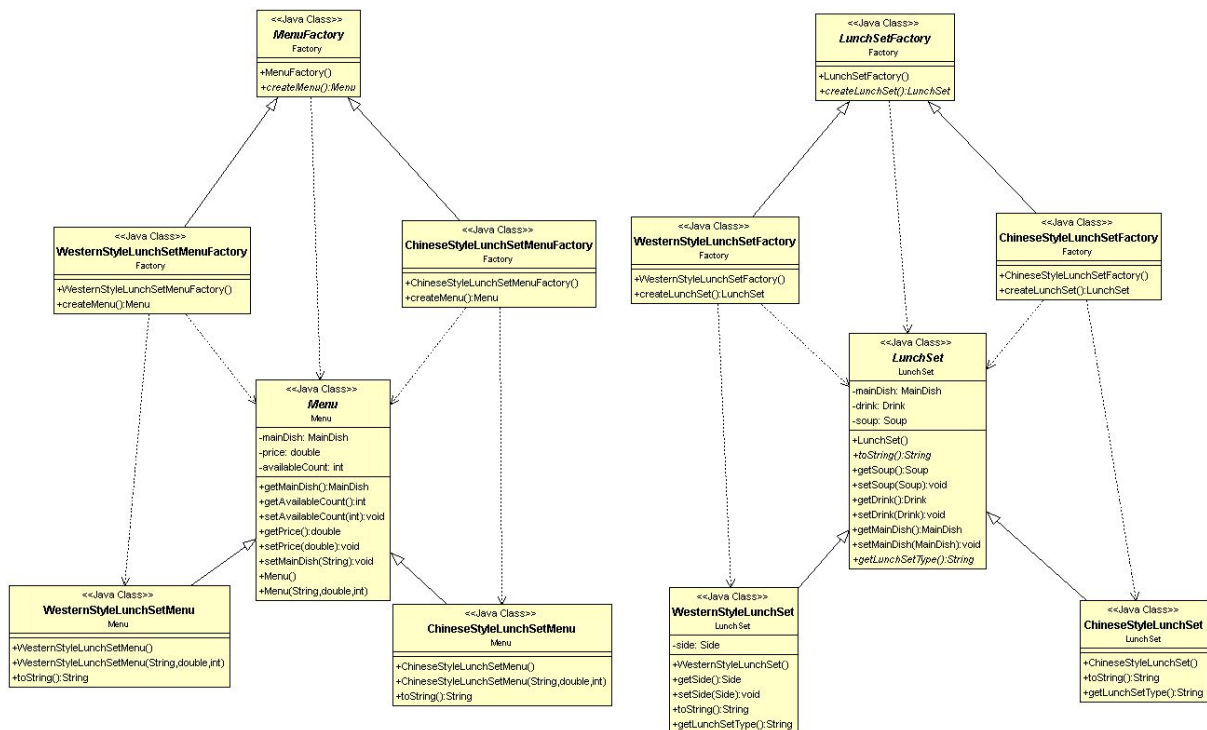 <<Java Class>>
MenuFactory
Factory
+MenuFactory()
+createMenu():Menu
<<Java Class>>
LunchSetFactory
Factory
+LunchSetFactory()
+createLunchSet():LunchSet
<<Java Class>>
WesternStyleLunchSetMenuFactory
Factory
+WesternStyleLunchSetMenuFactory()
+createMenu():Menu
<<Java Class>>
ChineseStyleLunchSetMenuFactory
Factory
+ChineseStyleLunchSetMenuFactory()
+createMenu():Menu
<<Java Class>>
WesternStyleLunchSetFactory
Factory
+WesternStyleLunchSetFactory()
+createLunchSet():LunchSet
<<Java Class>>
ChineseStyleLunchSetFactory
Factory
+ChineseStyleLunchSetFactory()
+createLunchSet():LunchSet
<<Java Class>>
Menu
Menu
-mainDish: MainDish
-price: double
-availableCount: int
+getMainDish():MainDish
+getAvailableCount():int
+setAvailableCount(int):void
+getPrice():double
+setPrice(double):void
+setMainDish(String):void
+Menu()
+Menu(String,double,int)
<<Java Class>>
LunchSet
LunchSet
-mainDish: MainDish
-drink: Drink
-soup: Soup
+LunchSet()
+toString():String
+getSoup():Soup
+setSoup(Soup):void
+getDrink():Drink
+setDrink(Drink):void
+getMainDish():MainDish
+setMainDish(MainDish):void
+getLunchSetType():String
<<Java Class>>
WesternStyleLunchSetMenu
Menu
+WesternStyleLunchSetMenu()
+WesternStyleLunchSetMenu(String,double,int)
+toString():String
<<Java Class>>
ChineseStyleLunchSetMenu
Menu
+ChineseStyleLunchSetMenu()
+ChineseStyleLunchSetMenu(String,double,int)
+toString():String
<<Java Class>>
WesternStyleLunchSet
LunchSet
-side: Side
+WesternStyleLunchSet()
+getSide():Side
+setSide(Side):void
+toString():String
+getLunchSetType():String
<<Java Class>>
ChineseStyleLunchSet
LunchSet
+ChineseStyleLunchSet()
+toString():String
+getLunchSetType():String